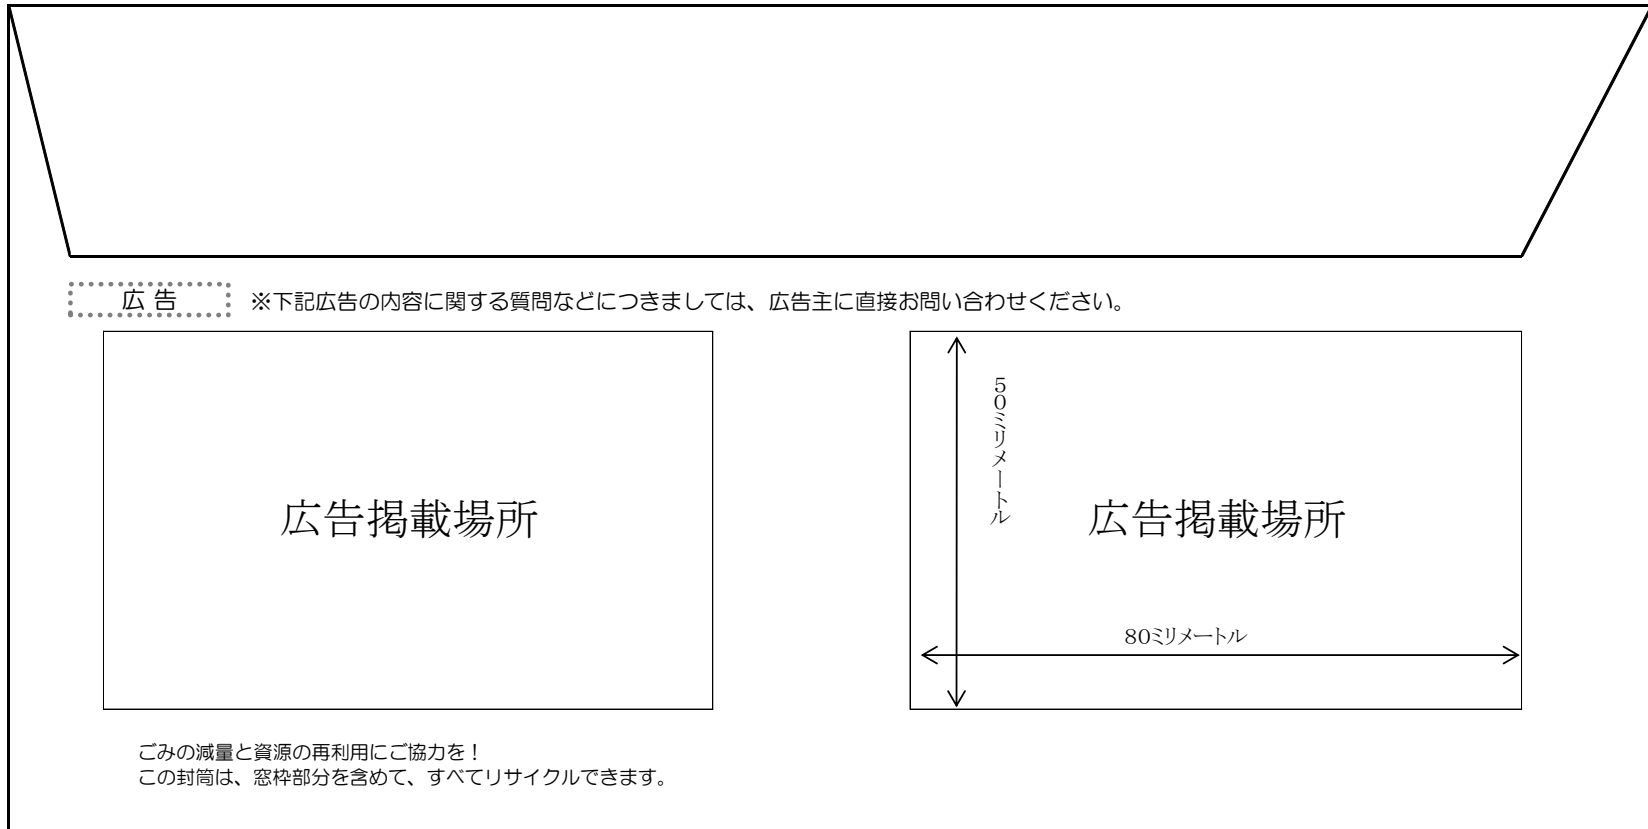 広 告 ※下記広告の内容に関する質問などにつきましては、広告主に直接お問い合わせください。
広告掲載場所
50ミリメートル
広告掲載場所
80ミリメートル
ごみの減量と資源の再利用にご協力を！
この封筒は、窓枠部分を含めて、すべてリサイクルできます。